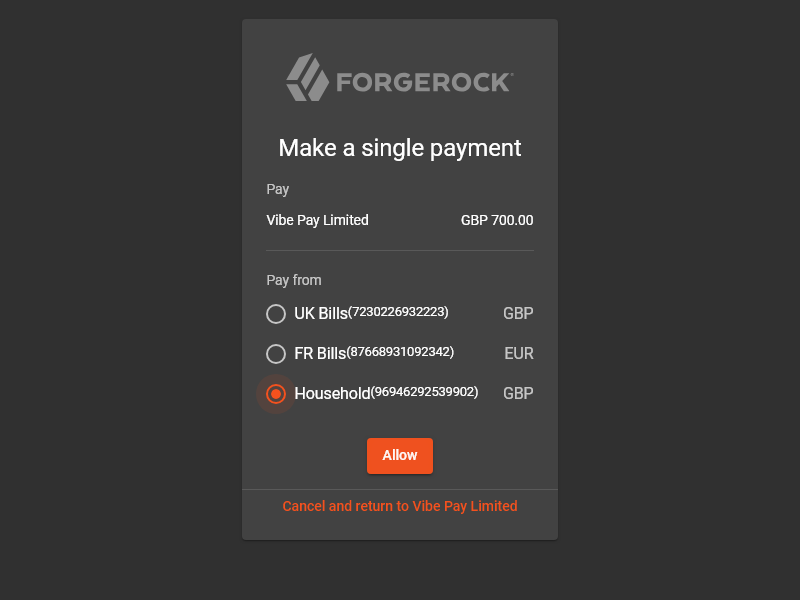 FORGEROCK
Make a single payment
Pay
Vibe Pay Limited GBP 700.00
Pay from
UK Bills(7230226932223) GBP
FR Bills(87668931092342) EUR
Household(96946292539902) GBP
Allow
Cancel and return to Vibe Pay Limited